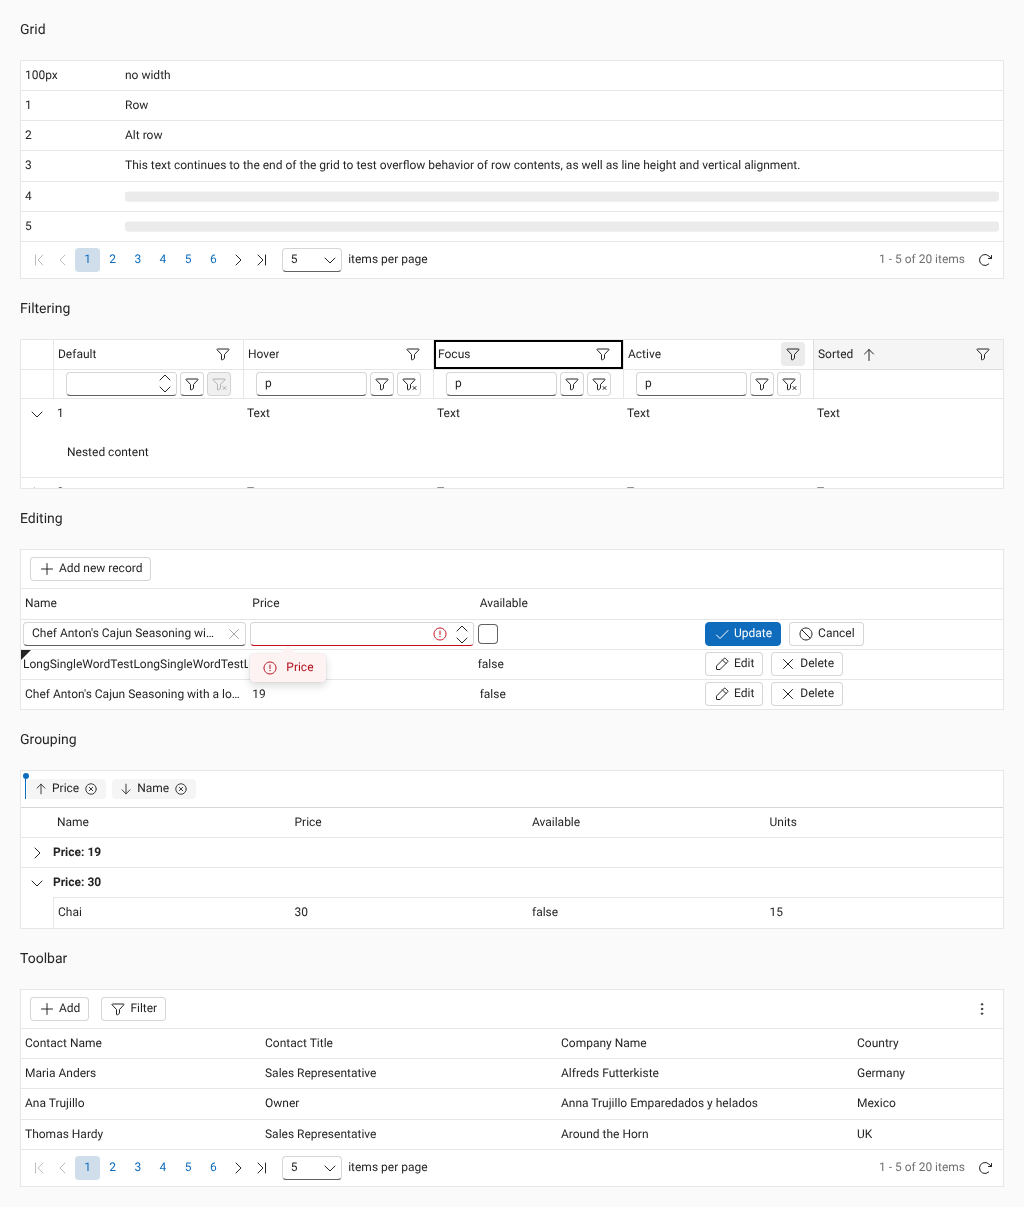 Grid
100px no width
1 Row
2 Alt row
3 This text continues to the end of the grid to test overflow behavior of row contents, as well as line height and vertical alignment.
4
5
1 2 3 4 5 6 5 items per page 1 - 5 of 20 items
Filtering
Default Hover Focus Active Sorted
p p p
1 Text Text Text Text
Nested content
Editing
Add new record
Name Price Available
Chef Anton's Cajun Seasoning wi... Update Cancel
LongSingleWordTestLongSingleWordTestL false Edit Delete
Price
Chef Anton's Cajun Seasoning with a lo... 19 false Edit Delete
Grouping
Price Name
Name Price Available Units
Price: 19
Price: 30
Chai 30 false 15
Toolbar
Add Filter
Contact Name Contact Title Company Name Country
Maria Anders Sales Representative Alfreds Futterkiste Germany
Ana Trujillo Owner Anna Trujillo Emparedados y helados Mexico
Thomas Hardy Sales Representative Around the Horn UK
1 2 3 4 5 6 5 items per page 1 - 5 of 20 items